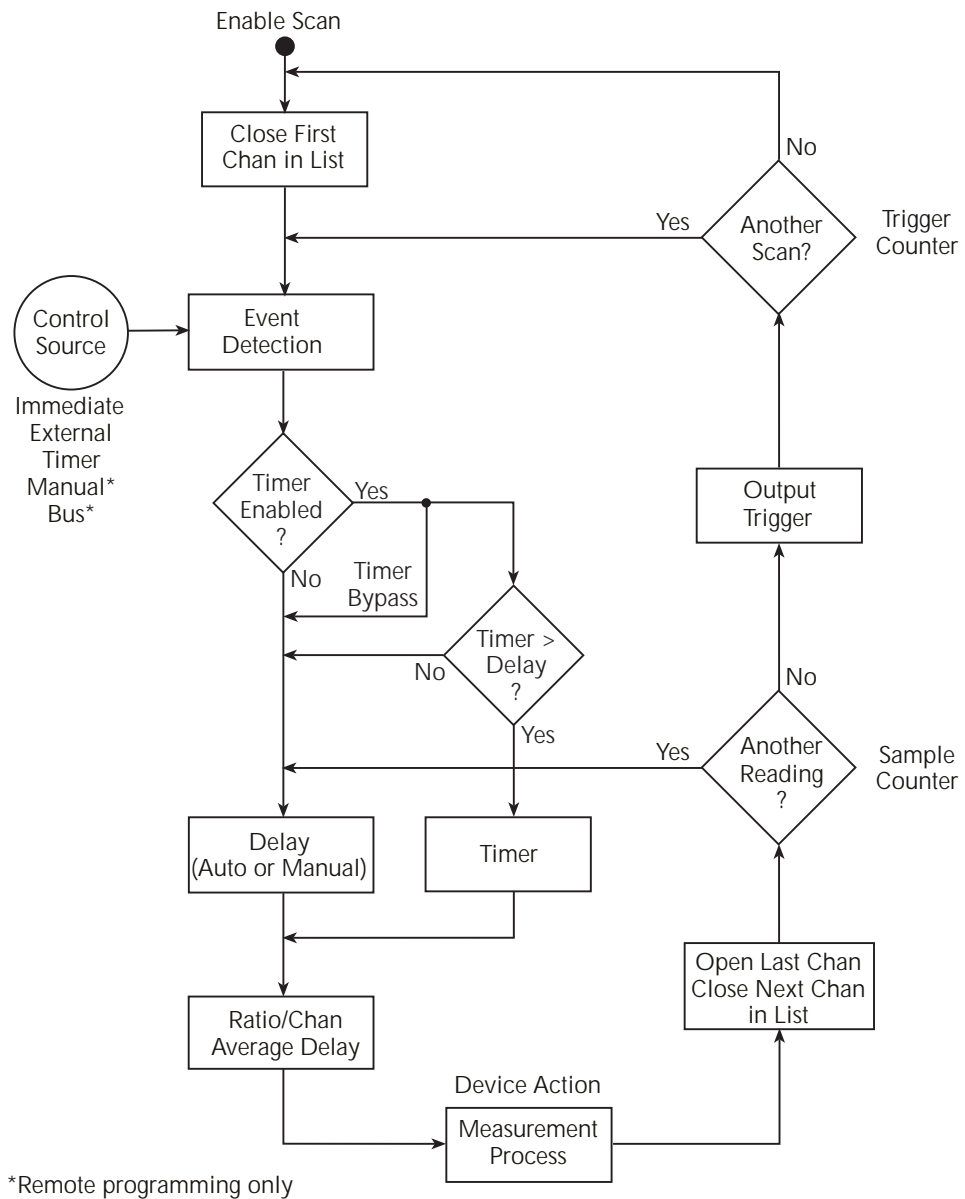 Enable Scan
Close First
Chan in List
No
Yes
Another
Scan?
Trigger
Counter
Control
Source
Event
Detection
Immediate
External
Timer
Manual*
Bus*
Timer
Enabled
?
Yes
No
Timer
Bypass
Output
Trigger
Timer >
Delay
?
No
Yes
No
Yes
Another
Reading
?
Sample
Counter
Delay
(Auto or Manual)
Timer
Open Last Chan
Close Next Chan
in List
Ratio/Chan
Average Delay
Device Action
Measurement
Process
*Remote programming only